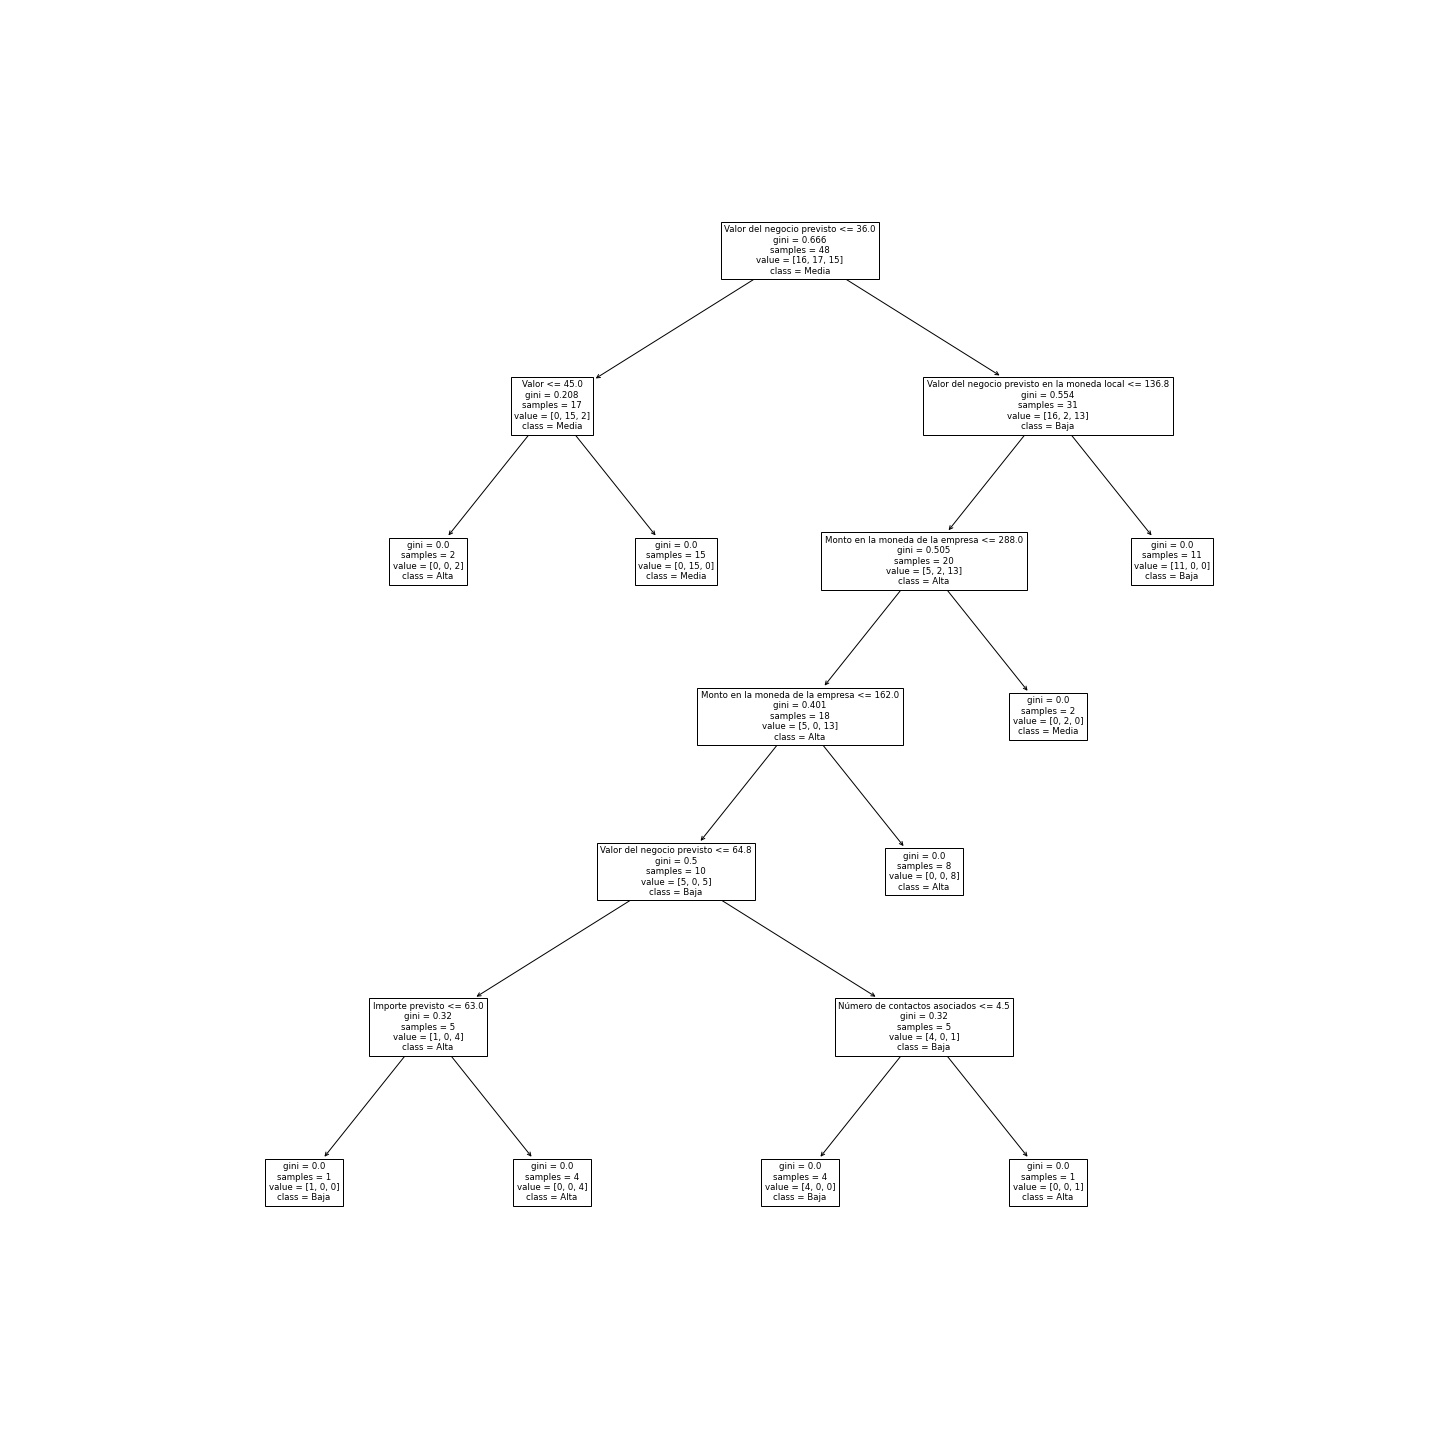 Valor del negocio previsto <= 36.0
gini = 0.666
samples = 48
value = [16, 17, 15]
class = Media
Valor <= 45.0
gini = 0.208
samples = 17
value = [0, 15, 2]
class = Media
Valor del negocio previsto en la moneda local <= 136.8
gini = 0.554
samples = 31
value = [16, 2, 13]
class = Baja
gini = 0.0
samples = 2
value = [0, 0, 2]
class = Alta
gini = 0.0
samples = 15
value = [0, 15, 0]
class = Media
Monto en la moneda de la empresa <= 288.0
gini = 0.505
samples = 20
value = [5, 2, 13]
class = Alta
gini = 0.0
samples = 11
value = [11, 0, 0]
class = Baja
Monto en la moneda de la empresa <= 162.0
gini = 0.401
samples = 18
value = [5, 0, 13]
class = Alta
gini = 0.0
samples = 2
value = [0, 2, 0]
class = Media
Valor del negocio previsto <= 64.8
gini = 0.5
samples = 10
value = [5, 0, 5]
class = Baja
gini = 0.0
samples = 8
value = [0, 0, 8]
class = Alta
Importe previsto <= 63.0
gini = 0.32
samples = 5
value = [1, 0, 4]
class = Alta
Número de contactos asociados <= 4.5
gini = 0.32
samples = 5
value = [4, 0, 1]
class = Baja
gini = 0.0
samples = 1
value = [1, 0, 0]
class = Baja
gini = 0.0
samples = 4
value = [0, 0, 4]
class = Alta
gini = 0.0
samples = 4
value = [4, 0, 0]
class = Baja
gini = 0.0
samples = 1
value = [0, 0, 1]
class = Alta